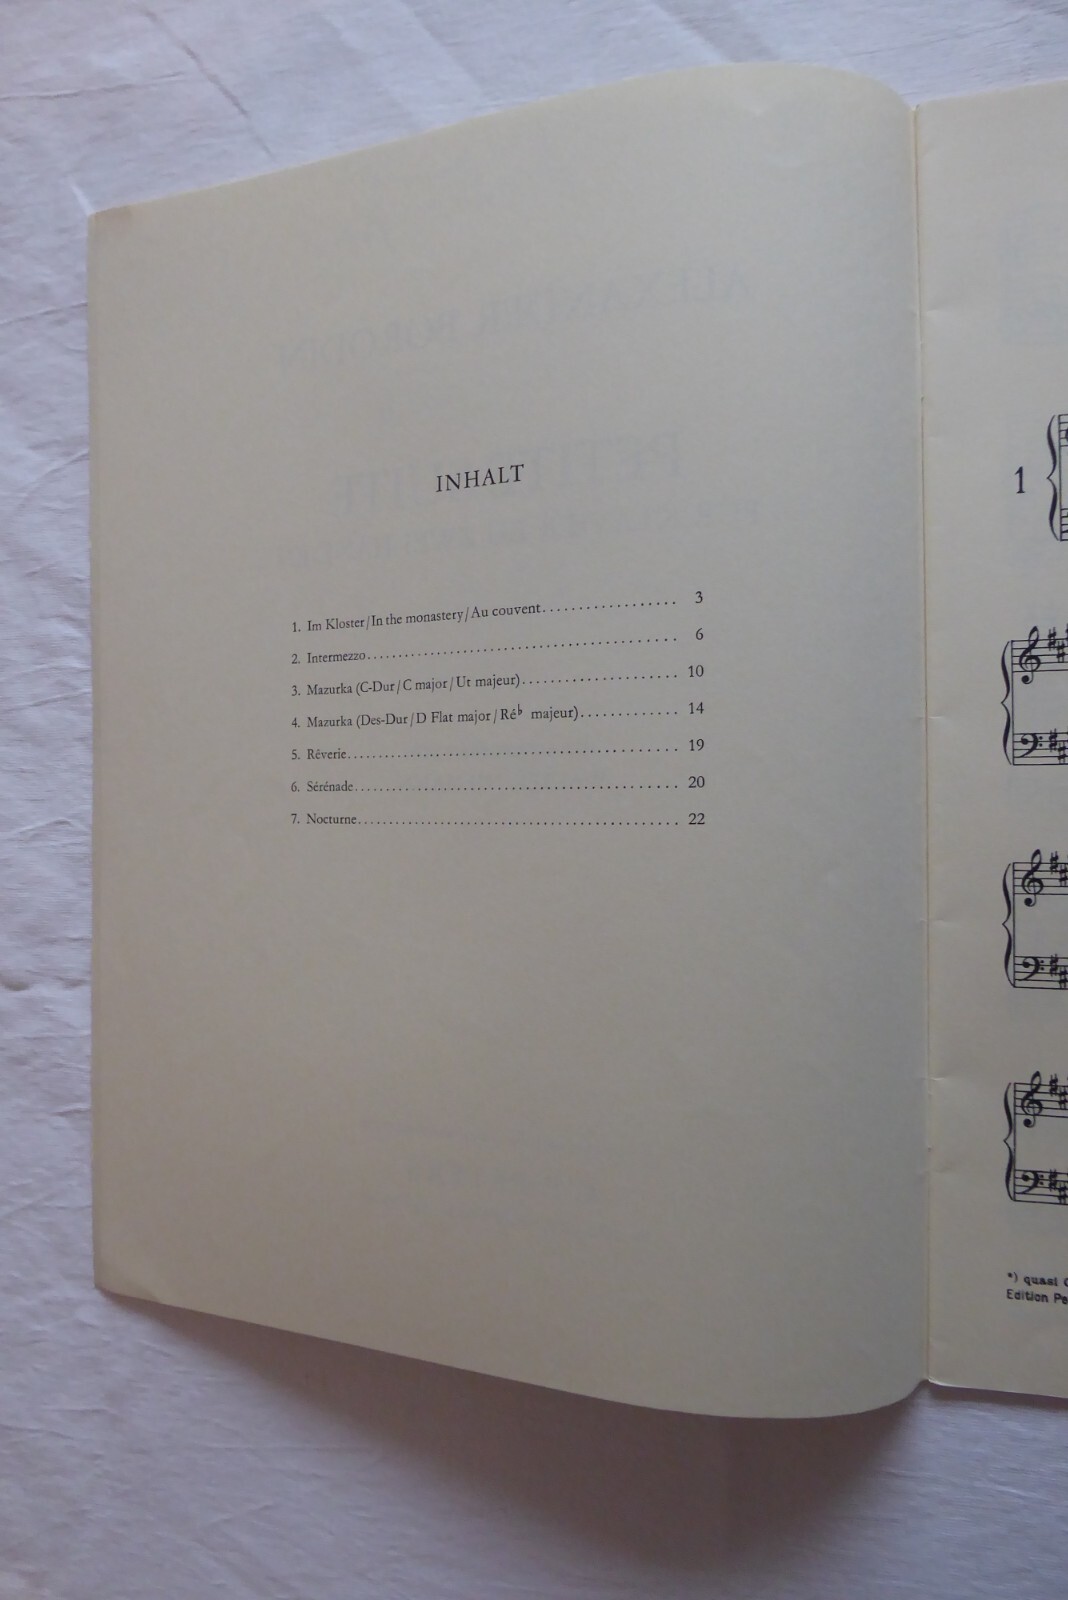 INHALT
1. Im Kloster/In the monastery/Au couvent.................. 3
2. Intermezzo.......................................... 6
3. Mazurka (C-Dur/C major/Ut majeur)..................... 10
4. Mazurka (Des-Dur/D Flat major/Ré♭ majeur)............. 14
5. Rêverie............................................. 19
6. Sérénade............................................ 20
7. Nocturne............................................ 22
1
*) quasi
Edition